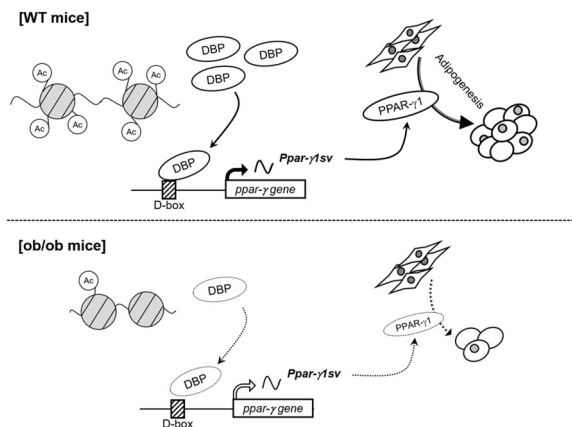 [WT mice]
Ac
Ac
Ac
Ac
Ac
Ac
DBP
DBP
DBP
DBP
D-box
Ppar-γ1sv
ppar-γ gene
PPAR-γ1
Adipogenesis
[ob/ob mice]
Ac
DBP
DBP
D-box
Ppar-γ1sv
ppar-γ gene
PPAR-γ1